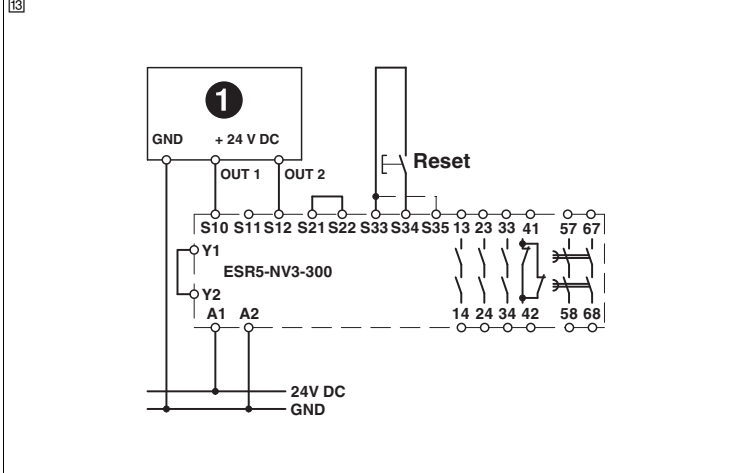 13
1
GND + 24 V DC
OUT 1 OUT 2
Reset
S10 S11 S12 S21 S22 S33 S34 S35 13 23 33 41 57 67
Y1
ESR5-NV3-300
Y2
A1 A2 14 24 34 42 58 68
24V DC
GND